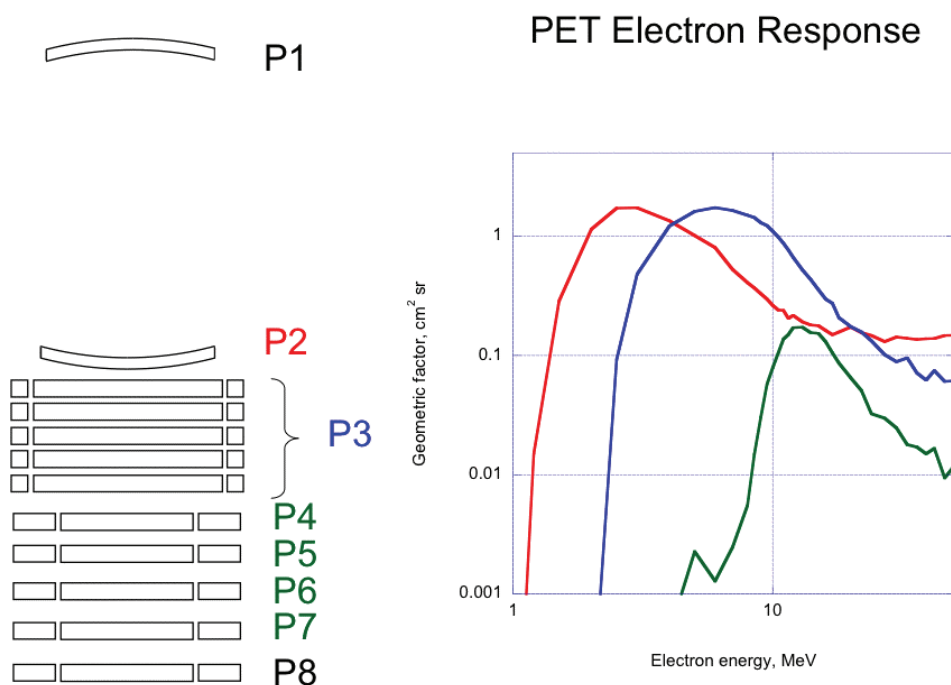 PET Electron Response
P1
P2
P3
P4
P5
P6
P7
P8
Geometric factor, cm² sr
1
0.1
0.01
0.001
1
10
Electron energy, MeV